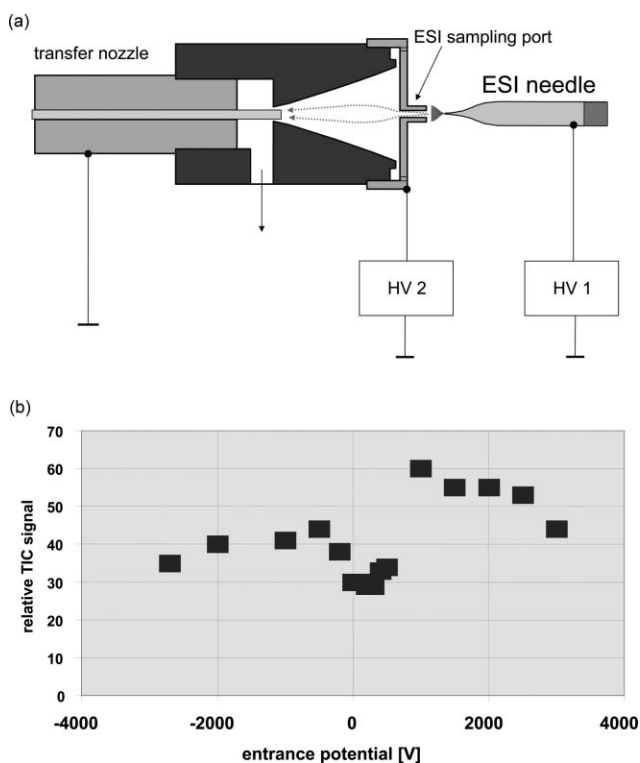 (a)
transfer nozzle
ESI sampling port
ESI needle
HV 2
HV 1
(b)
70
60
50
40
30
20
10
0
relative TIC signal
-4000
-2000
0
2000
4000
entrance potential [V]